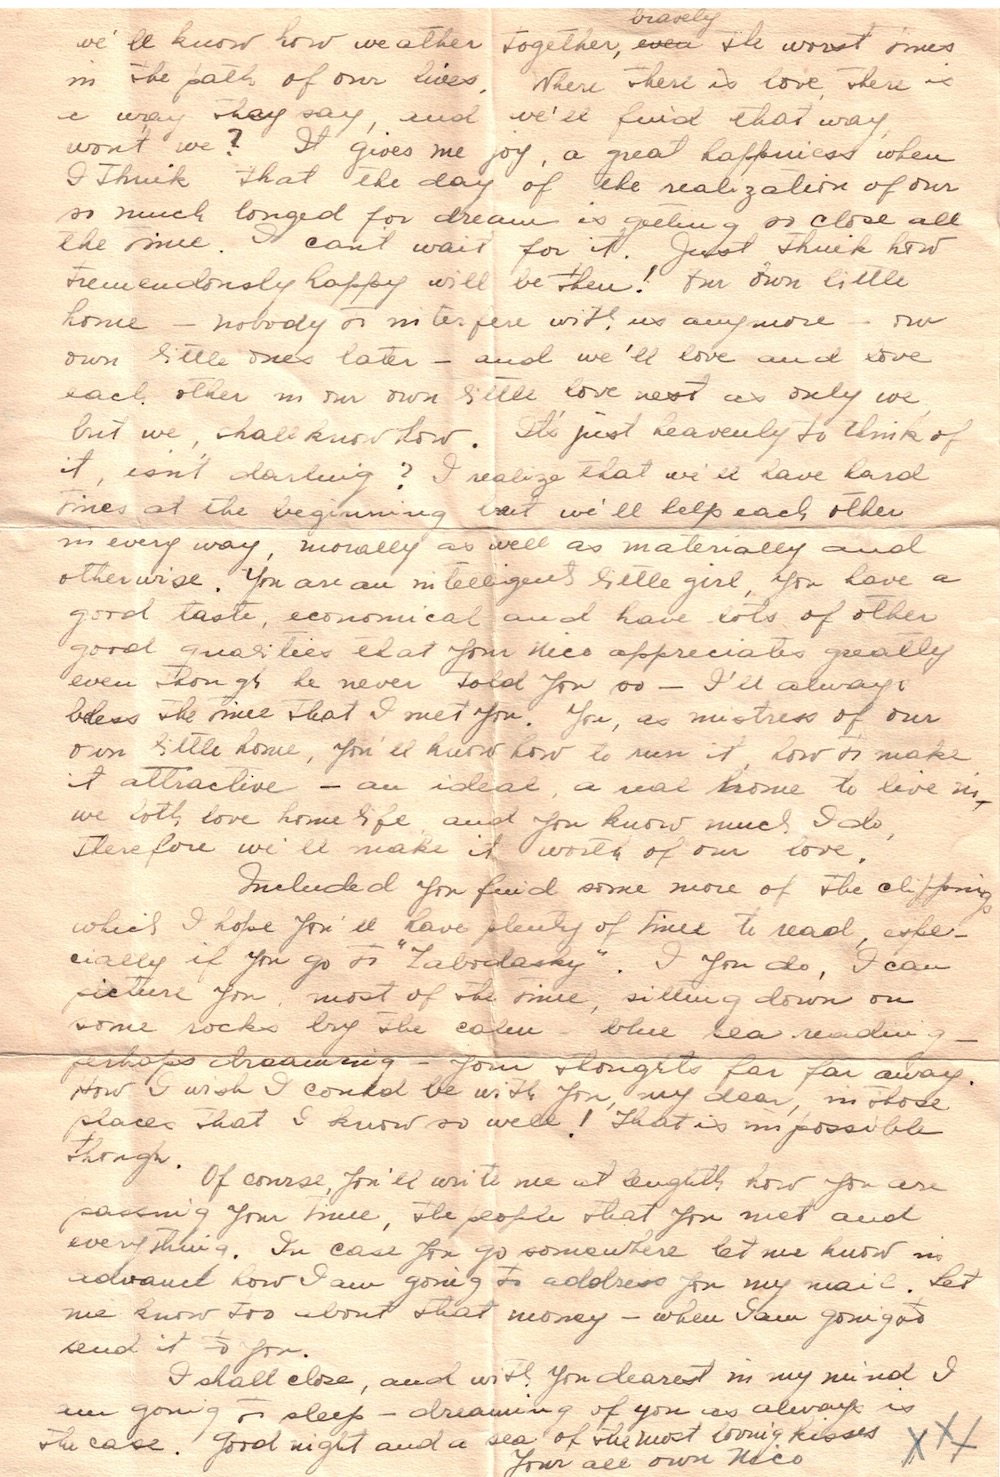 bravely
we'll know how weather together, even the worst times
in the path of our lives. Where there is love, there is
a way they say, and we'll find that way,
won't we? It gives me joy, a great happiness when
I think that the day of the realization of our
so much longed for dream is getting so close all
the time. I can't wait for it. Just think how
tremendously happy will be then! Our own little
home — nobody to interfere with us anymore — our
own little ones later — and we'll love and love
each other in our own little love nest as only we,
but we, shall know how. It's just heavenly to think of
it, isn't darling? I realize that we'll have hard
times at the beginning but we'll help each other
in every way, morally as well as materially and
otherwise. You are an intelligent little girl, you have a
good taste, economical and have lots of other
good qualities that your Nico appreciates greatly
even though he never told you so — I'll always
bless the time that I met you. You, as mistress of our
own little home, you'll know how to run it, how to make
it attractive — an ideal, a real home to live in,
we both love home life and you know much I do,
therefore we'll make it worth of our love.
Included you find some more of the clippings
which I hope you'll have plenty of time to read, espe-
cially if you go to "Zabodasky". I you do, I can
picture you, most of the time, sitting down on
some rocks by the calm - blue sea reading —
perhaps draaming — your thoughts far far away.
How I wish I could be with you, my dear, in those
places that I know so well! That is impossible
though.
Of course, you'll write me at lenghth how you are
passing your time, the people that you met and
everything. In case you go somewhere let me know in
advance how I am going to address you my mail. Let
me know too about that money — when I am going to
send it to you.
I shall close, and with you dearest in my mind I
am going to sleep — dreaming of you as always is
the case. Good night and a sea of the most loving kisses
Your all own Nico
XXX